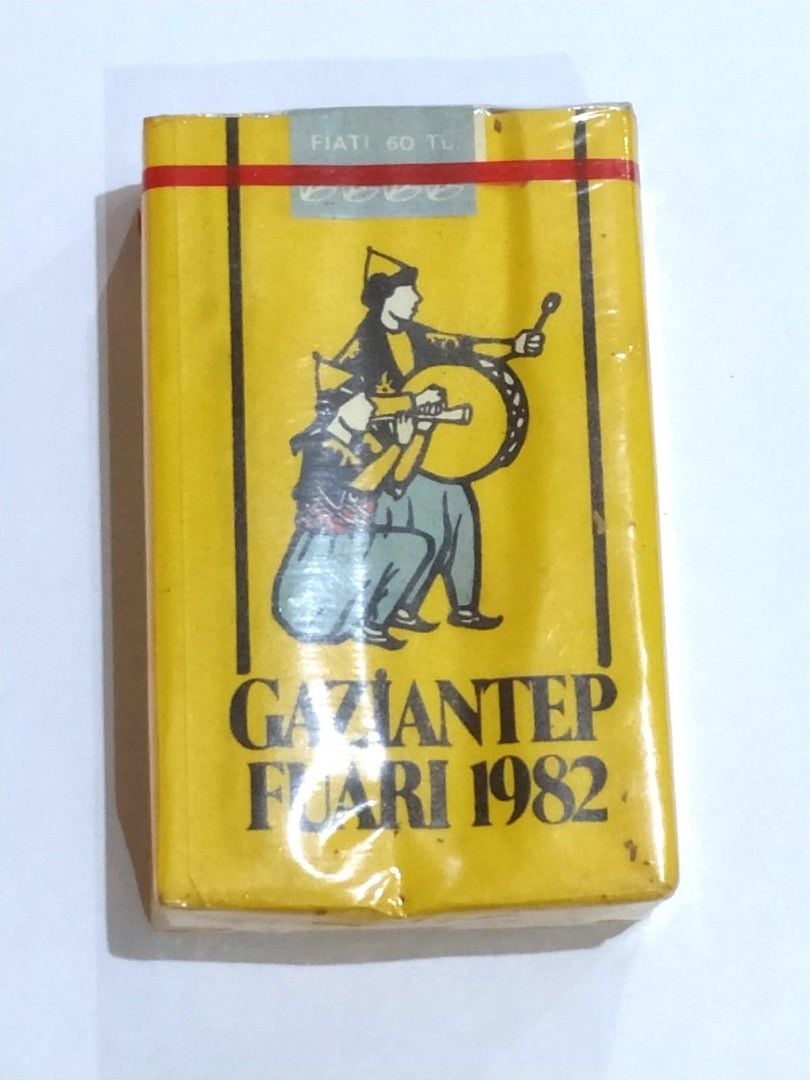 FİATI 60 TL.
GAZİANTEP
FUARI 1982